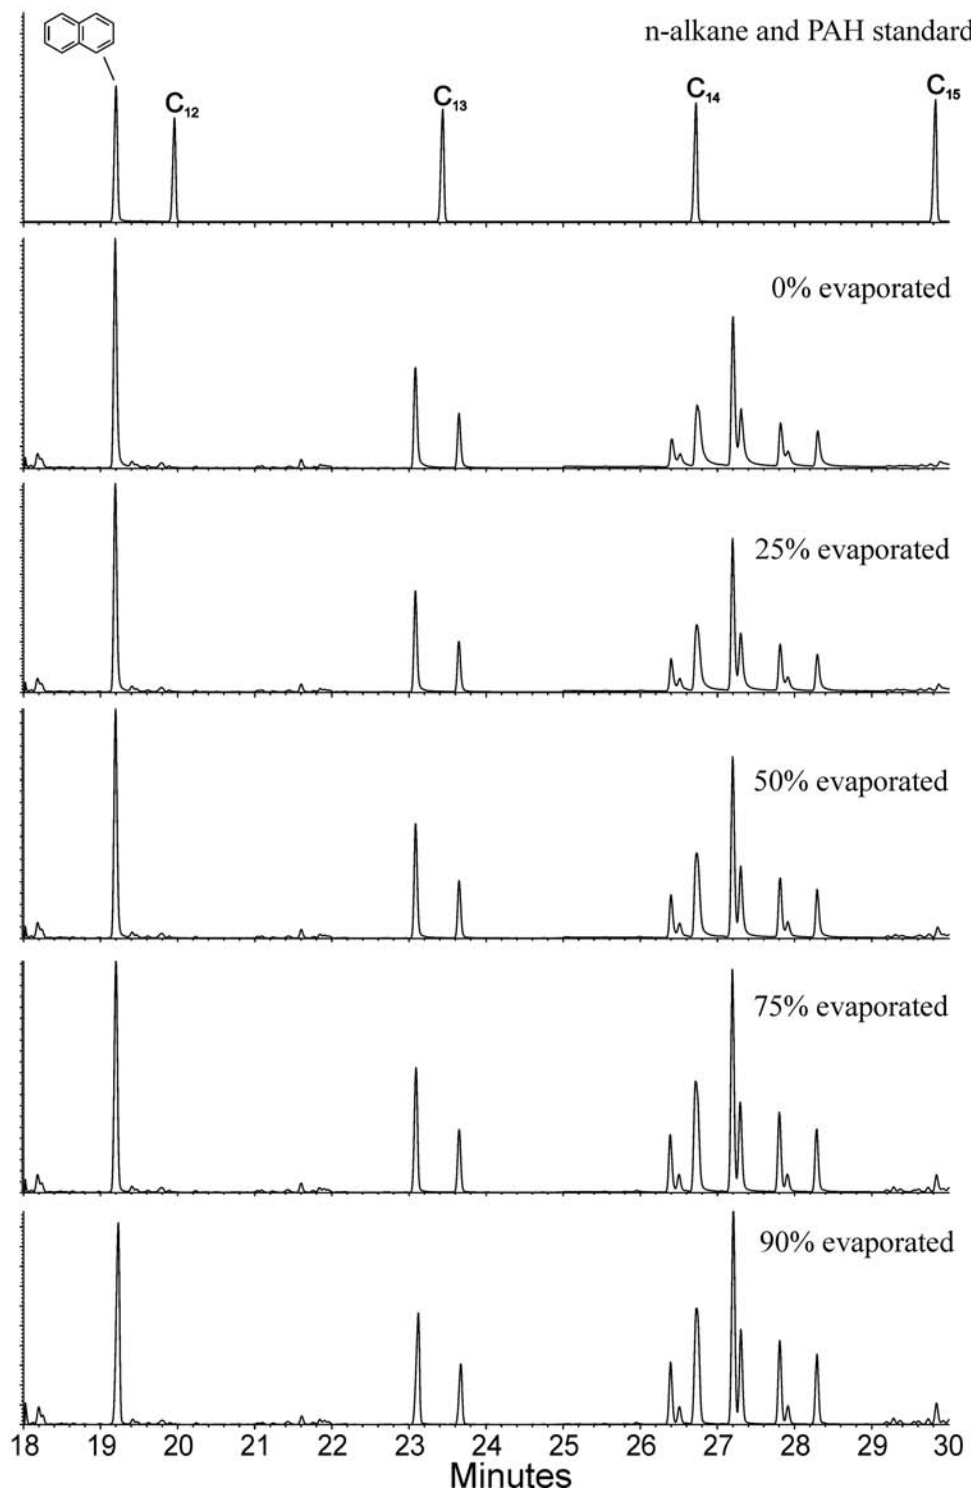 n-alkane and PAH standard
C₁₂
C₁₃
C₁₄
C₁₅
0% evaporated
25% evaporated
50% evaporated
75% evaporated
90% evaporated
18 19 20 21 22 23 24 25 26 27 28 29 30
Minutes